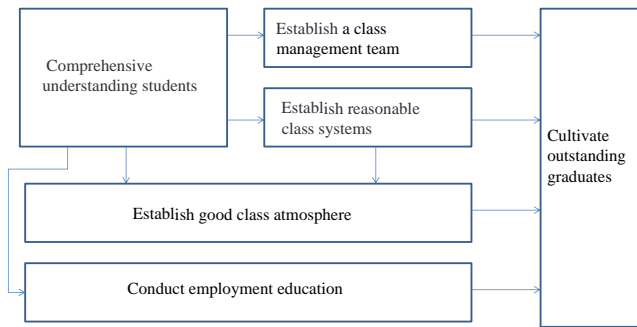 Comprehensive
understanding students
Establish a class
management team
Establish reasonable
class systems
Establish good class atmosphere
Conduct employment education
Cultivate
outstanding
graduates